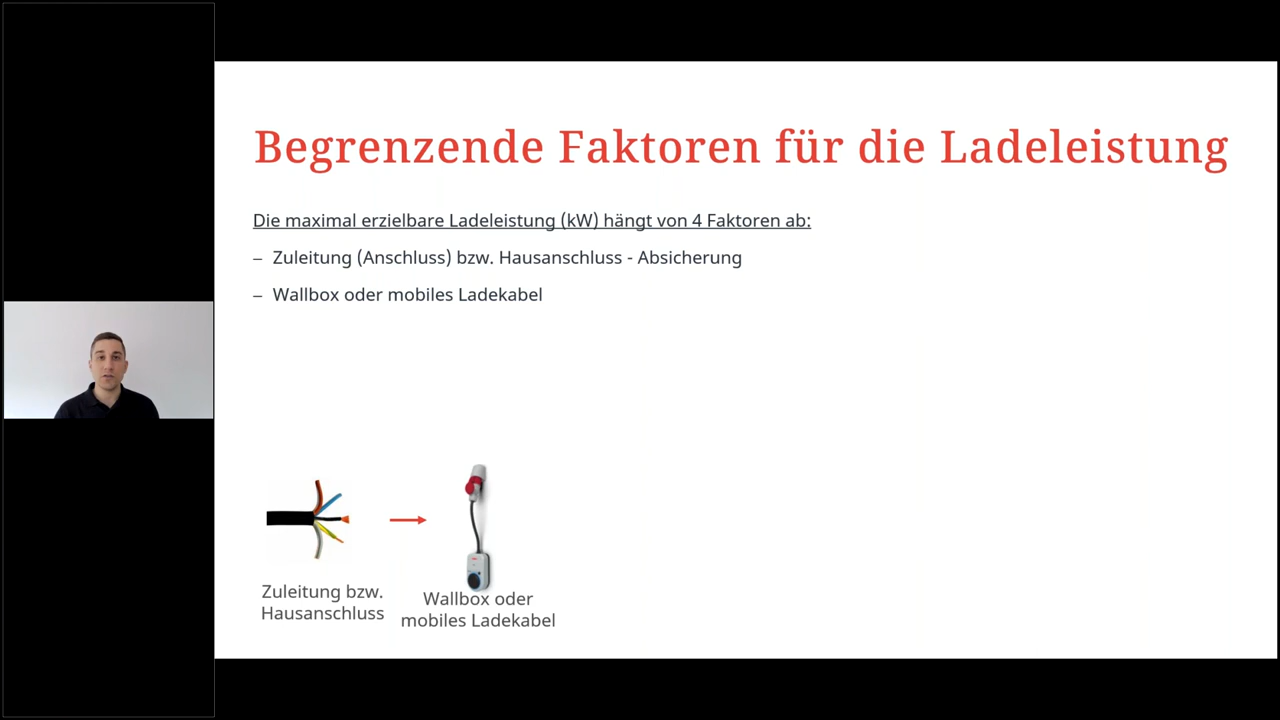 Begrenzende Faktoren für die Ladeleistung
Die maximal erzielbare Ladeleistung (kW) hängt von 4 Faktoren ab:
– Zuleitung (Anschluss) bzw. Hausanschluss - Absicherung
– Wallbox oder mobiles Ladekabel
Zuleitung bzw.
Hausanschluss
Wallbox oder
mobiles Ladekabel